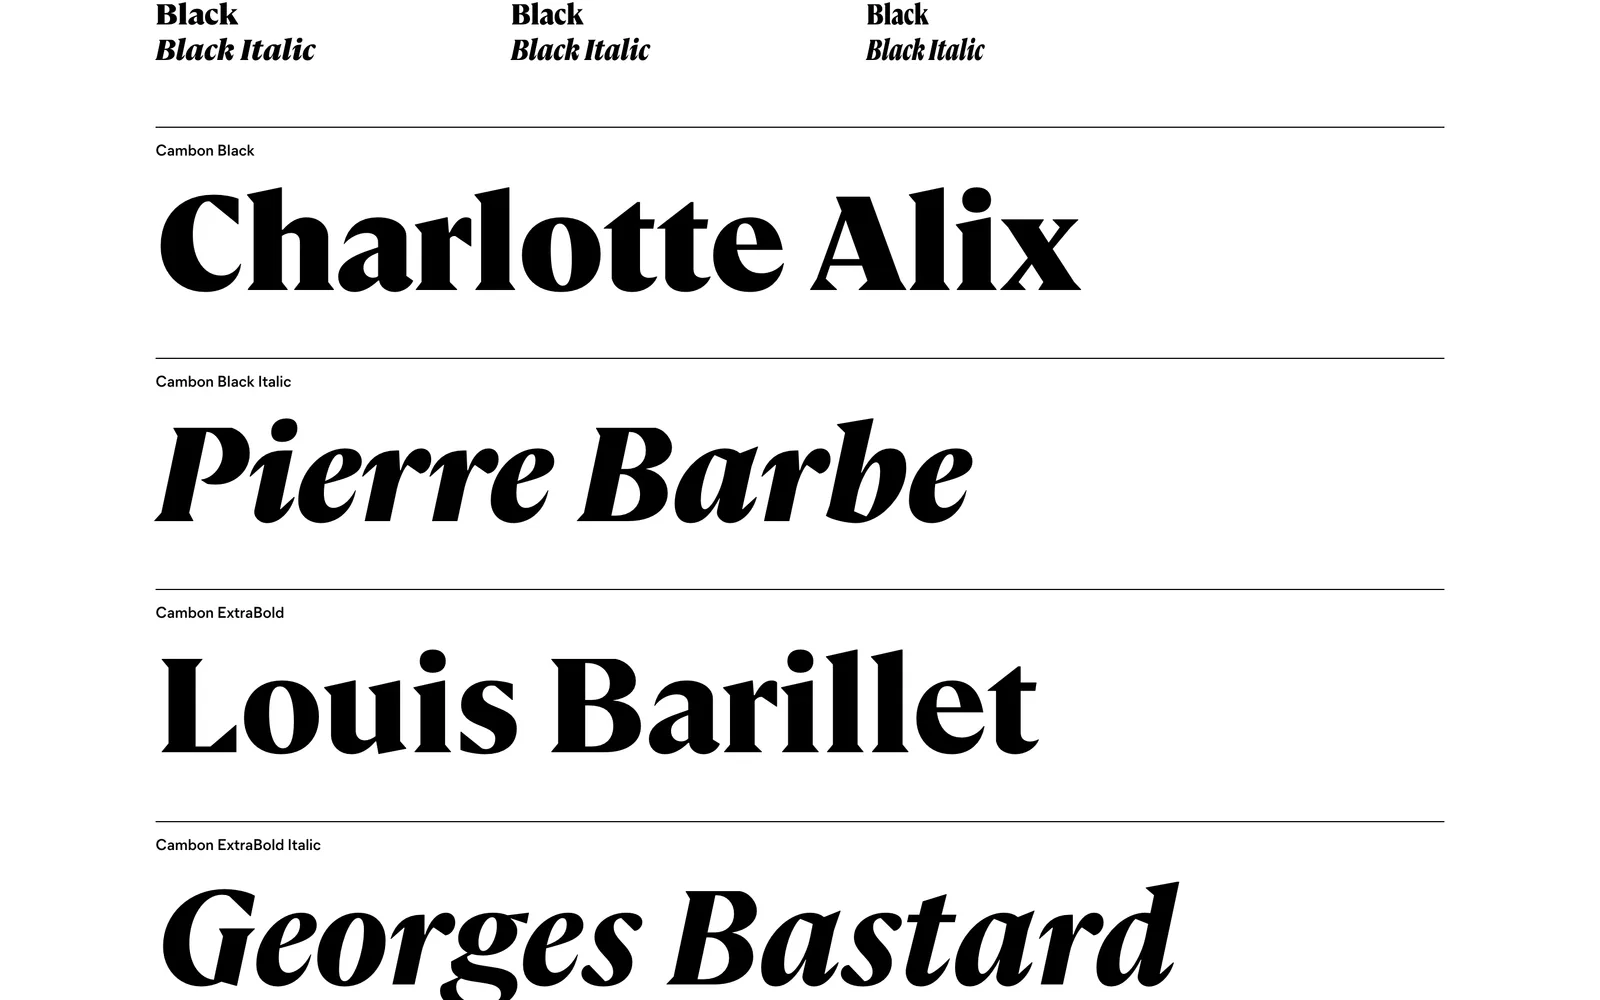 Black
Black Italic
Black
Black Italic
Black
Black Italic
Cambon Black
Charlotte Alix
Cambon Black Italic
Pierre Barbe
Cambon ExtraBold
Louis Barillet
Cambon ExtraBold Italic
Georges Bastard